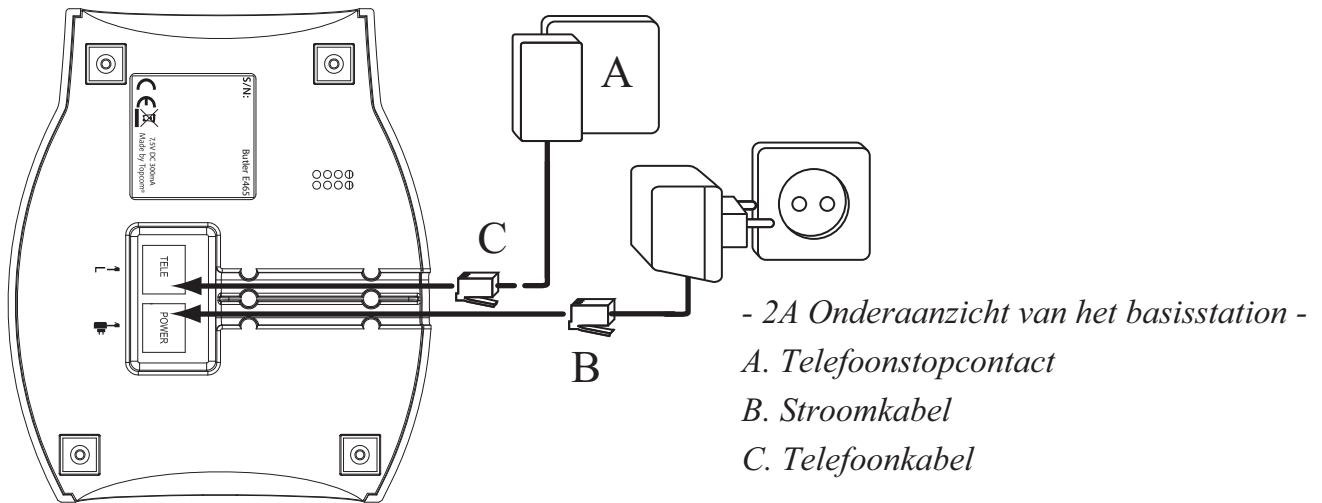 A
S/N:
Butler E465
7.5V DC 300mA
Made by Topcom®
C
TELE
POWER
B
- 2A Onderaanzicht van het basisstation -
A. Telefoonstopcontact
B. Stroomkabel
C. Telefoonkabel